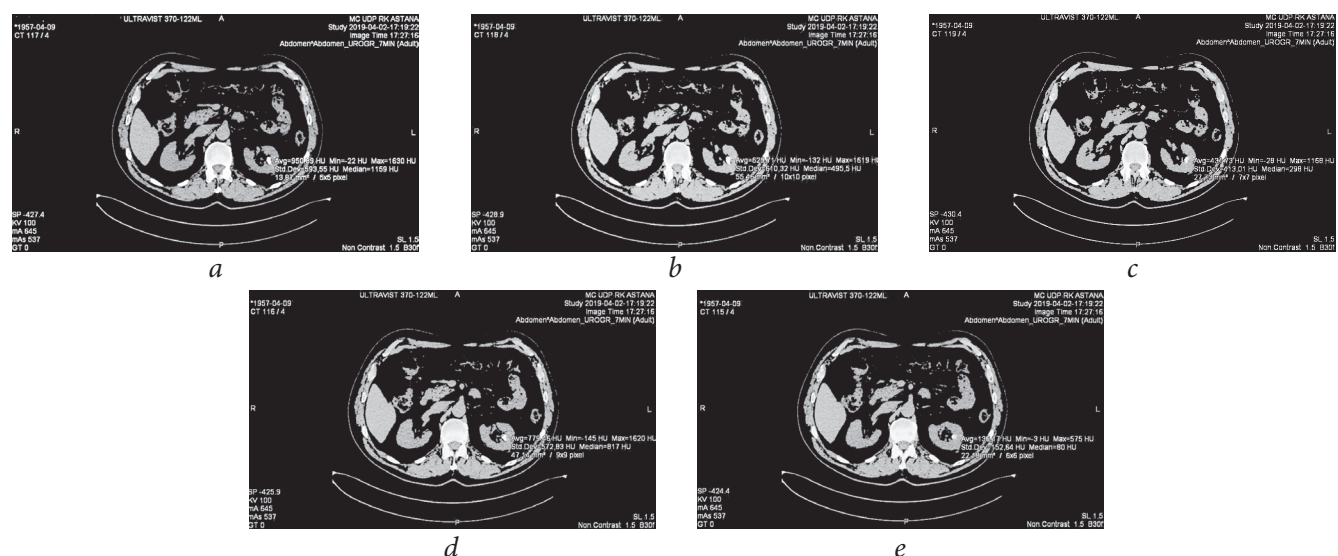 ULTRAVIST 370-122ML A MC UDP RK ASTANA
*1957-04-09 Study 2019-04-02-17:19:22
CT 117 / 4 Image Time 17:27:16
Abdomen^Abdomen_UROGR_7MIN (Adult)
R L
Min=-22 HU Max=1630 HU
Median=1159 HU
/ 5x5 pixel
SP -427.4
KV 100
mA 645
mAs 537 SL 1.5
GT 0 P Non Contrast 1.5 B30f
a
ULTRAVIST 370-122ML A MC UDP RK ASTANA
*1957-04-09 Study 2019-04-02-17:19:22
CT 118 / 4 Image Time 17:27:16
Abdomen^Abdomen_UROGR_7MIN (Adult)
R L
Min=-132 HU Max=1619 HU
Median=495,5 HU
/ 10x10 pixel
SP -428.9
KV 100
mA 645
mAs 537 SL 1.5
GT 0 P Non Contrast 1.5 B30f
b
ULTRAVIST 370-122ML A MC UDP RK ASTANA
*1957-04-09 Study 2019-04-02-17:19:22
CT 119 / 4 Image Time 17:27:16
Abdomen^Abdomen_UROGR_7MIN (Adult)
R L
Min=-28 HU Max=1168 HU
Median=298 HU
/ 7x7 pixel
SP -430.4
KV 100
mA 645
mAs 537 SL 1.5
GT 0 P Non Contrast 1.5 B30f
c
ULTRAVIST 370-122ML A MC UDP RK ASTANA
*1957-04-09 Study 2019-04-02-17:19:22
CT 116 / 4 Image Time 17:27:16
Abdomen^Abdomen_UROGR_7MIN (Adult)
R L
Min=-145 HU Max=1620 HU
Median=817 HU
/ 9x9 pixel
SP -425.9
KV 100
mA 645
mAs 537 SL 1.5
GT 0 P Non Contrast 1.5 B30f
d
ULTRAVIST 370-122ML A MC UDP RK ASTANA
*1957-04-09 Study 2019-04-02-17:19:22
CT 115 / 4 Image Time 17:27:16
Abdomen^Abdomen_UROGR_7MIN (Adult)
R L
Min=-3 HU Max=575 HU
Median=80 HU
/ 6x6 pixel
SP -424.4
KV 100
mA 645
mAs 537 SL 1.5
GT 0 P Non Contrast 1.5 B30f
e